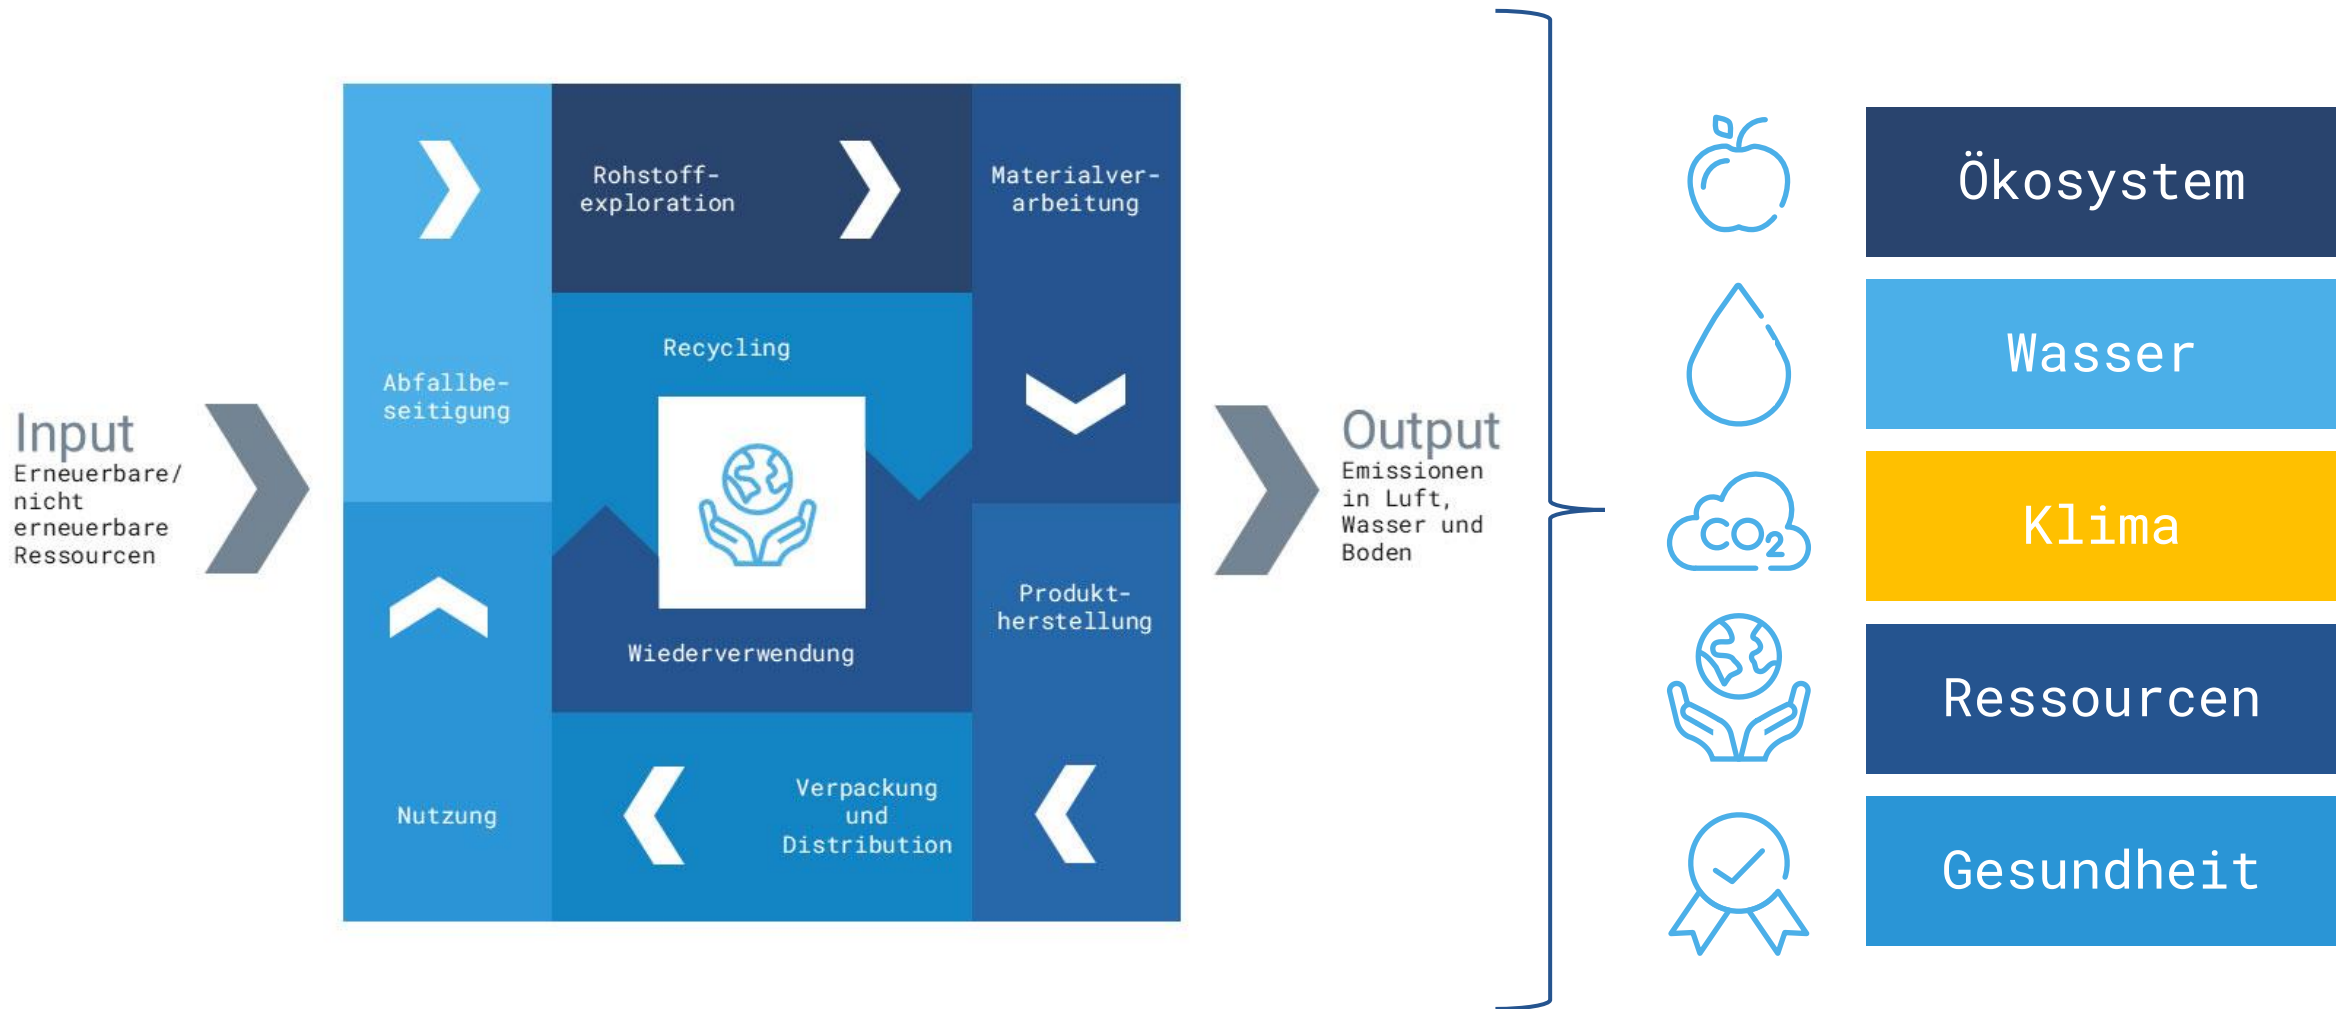 Input
Erneuerbare/
nicht
erneuerbare
Ressourcen
Rohstoff-
exploration
Materialver-
arbeitung
Recycling
Abfallbe-
seitigung
Produkt-
herstellung
Wiederverwendung
Verpackung
und
Distribution
Nutzung
Output
Emissionen
in Luft,
Wasser und
Boden
Ökosystem
Wasser
CO2
Klima
Ressourcen
Gesundheit